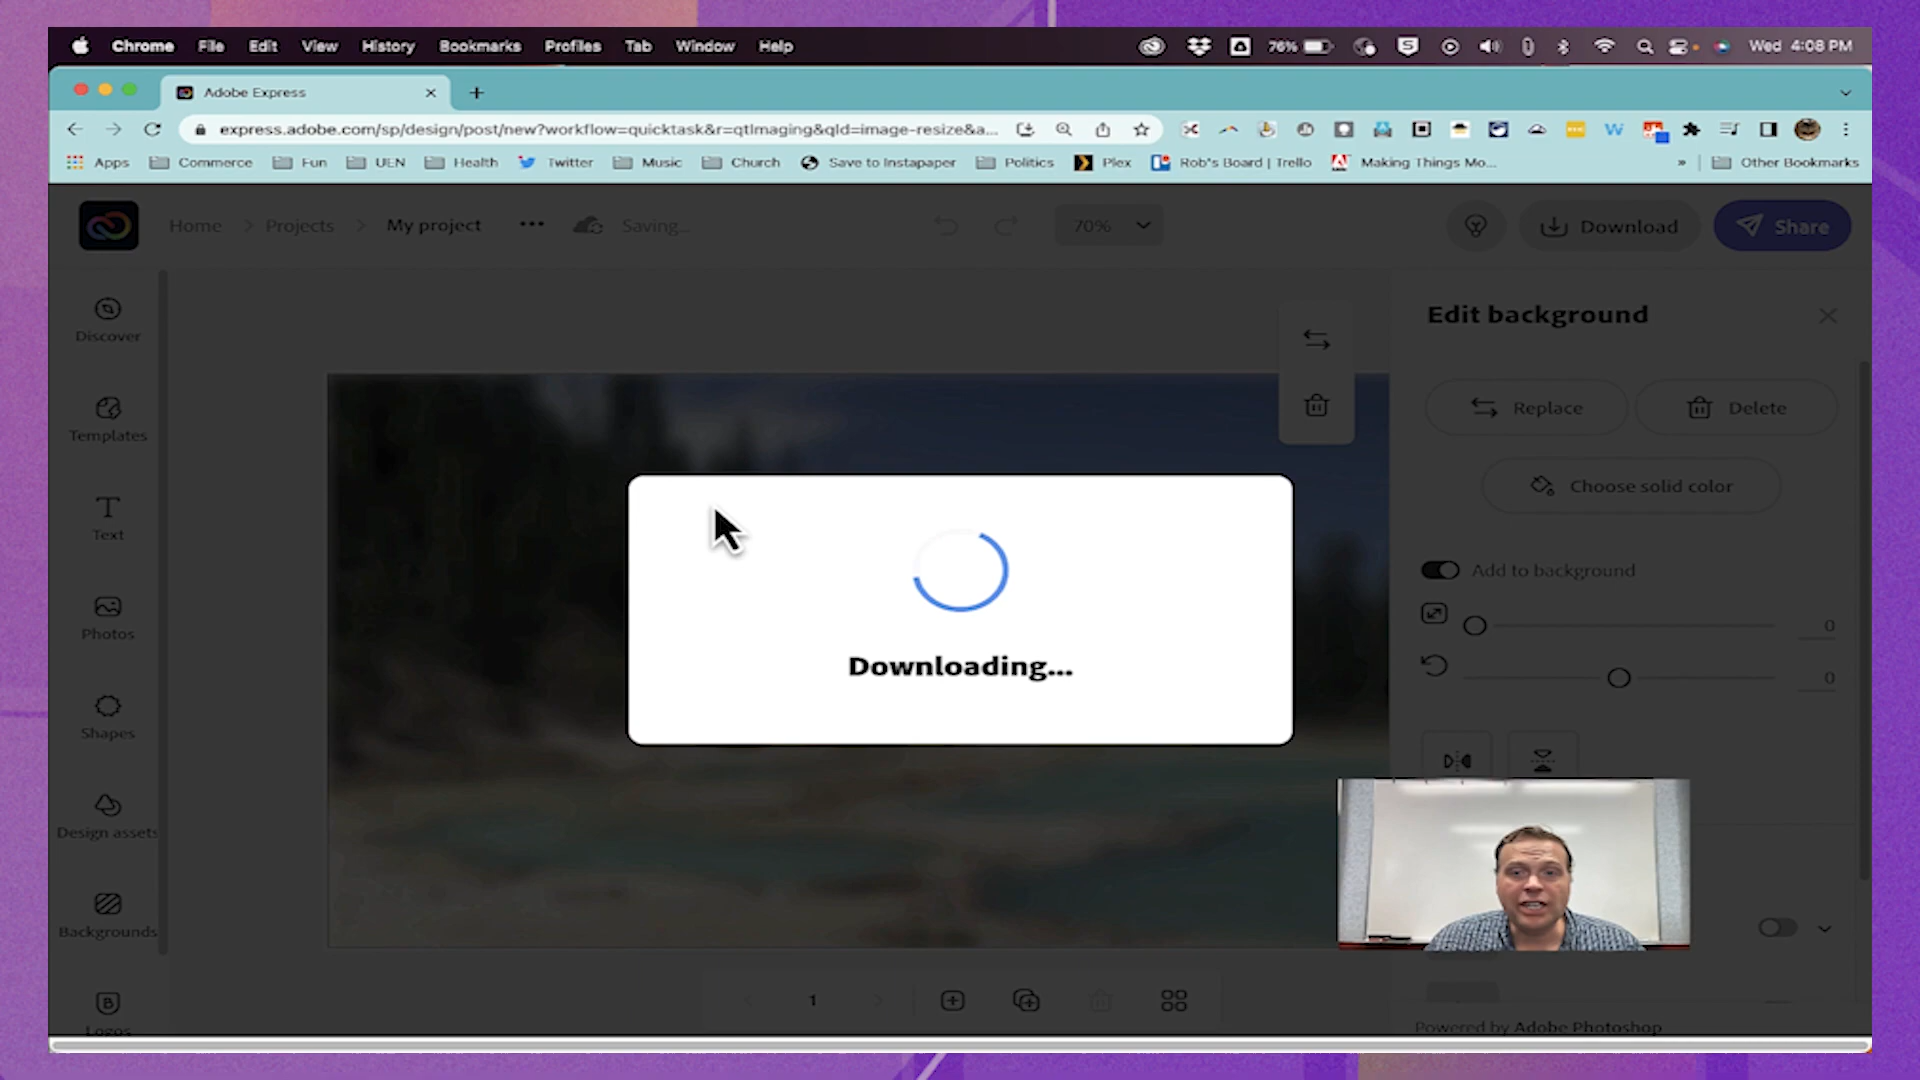 Chrome File Edit View History Bookmarks Profiles Tab Window Help 76% Wed 4:08 PM
Adobe Express
express.adobe.com/sp/design/post/new?workflow=quicktask&r=qtImaging&qId=image-resize&a...
Apps Commerce Fun UEN Health Twitter Music Church Save to Instapaper Politics Plex Rob's Board | Trello Making Things Mo... » Other Bookmarks
Home > Projects > My project ... Saving... 70% Download Share
Discover
Templates
Text
Photos
Shapes
Design assets
Backgrounds
Logos
Downloading...
1
Edit background
Replace Delete
Choose solid color
Add to background
0
0
Powered by Adobe Photoshop